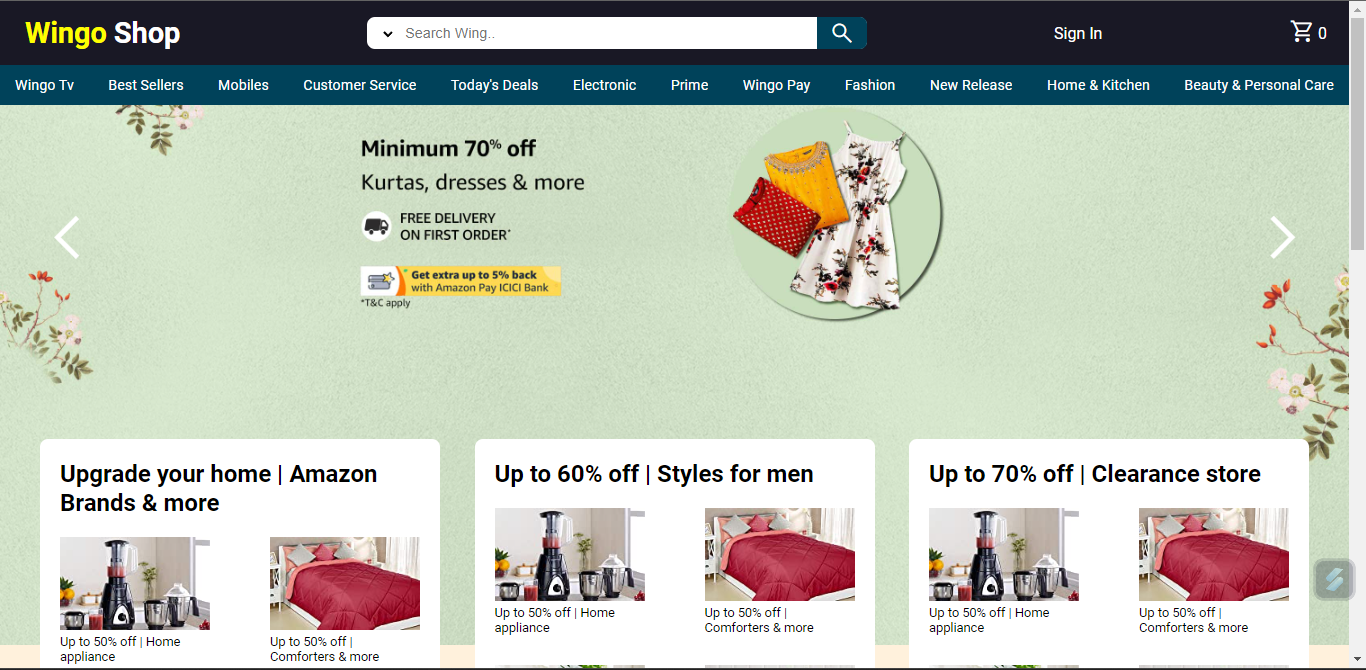 Wingo Shop
Search Wing..
Sign In
0
Wingo Tv
Best Sellers
Mobiles
Customer Service
Today's Deals
Electronic
Prime
Wingo Pay
Fashion
New Release
Home & Kitchen
Beauty & Personal Care
Minimum 70% off
Kurtas, dresses & more
FREE DELIVERY
ON FIRST ORDER*
Get extra up to 5% back
with Amazon Pay ICICI Bank
*T&C apply
Upgrade your home | Amazon
Brands & more
Up to 50% off | Home
appliance
Up to 50% off |
Comforters & more
Up to 60% off | Styles for men
Up to 50% off | Home
appliance
Up to 50% off |
Comforters & more
Up to 70% off | Clearance store
Up to 50% off | Home
appliance
Up to 50% off |
Comforters & more